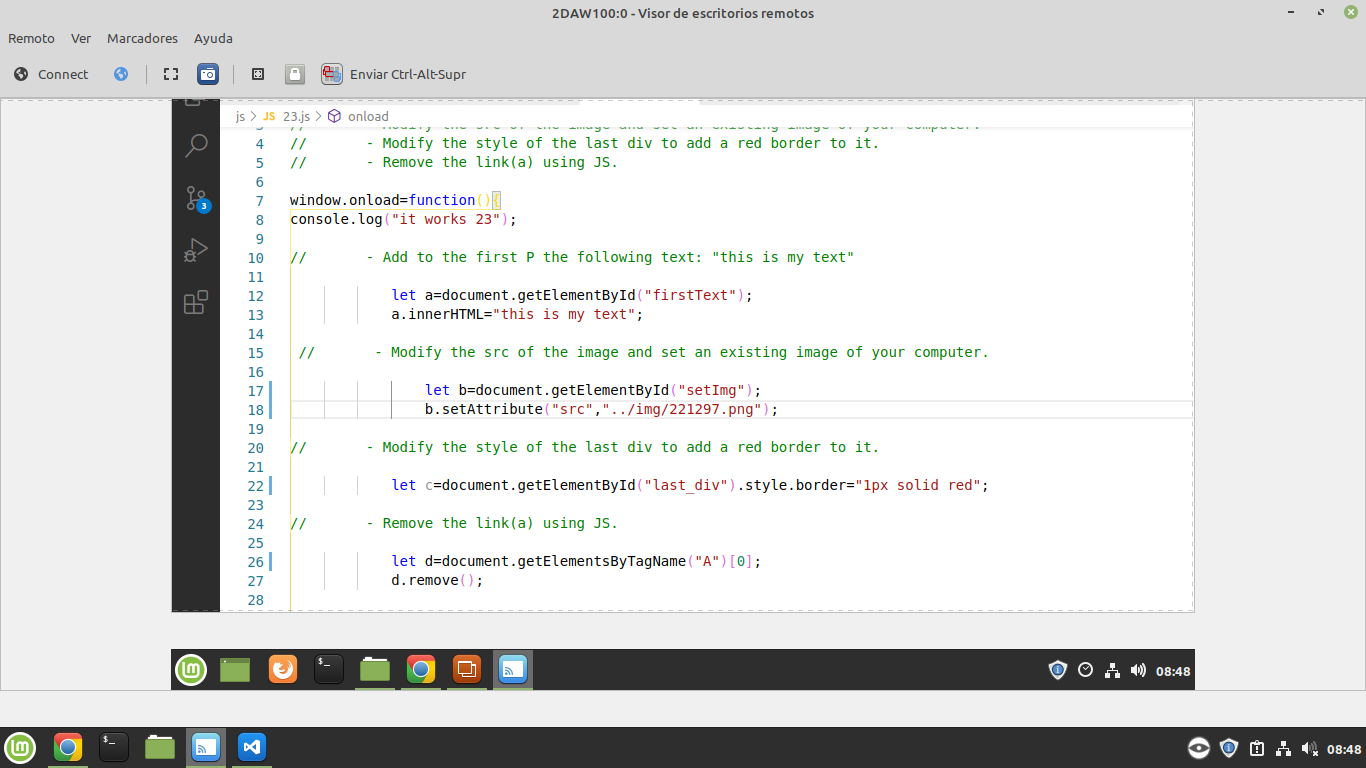 2DAW100:0 - Visor de escritorios remotos
Remoto Ver Marcadores Ayuda
Connect Enviar Ctrl-Alt-Supr
js > JS 23.js > onload
3 // - Modify the src of the image and set an existing image of your computer.
4 // - Modify the style of the last div to add a red border to it.
5 // - Remove the link(a) using JS.
6
7 window.onload=function(){
8 console.log("it works 23");
9
10 // - Add to the first P the following text: "this is my text"
11
12 let a=document.getElementById("firstText");
13 a.innerHTML="this is my text";
14
15 // - Modify the src of the image and set an existing image of your computer.
16
17 let b=document.getElementById("setImg");
18 b.setAttribute("src","../img/221297.png");
19
20 // - Modify the style of the last div to add a red border to it.
21
22 let c=document.getElementById("last_div").style.border="1px solid red";
23
24 // - Remove the link(a) using JS.
25
26 let d=document.getElementsByTagName("A")[0];
27 d.remove();
28
3
$_
08:48
$_
08:48